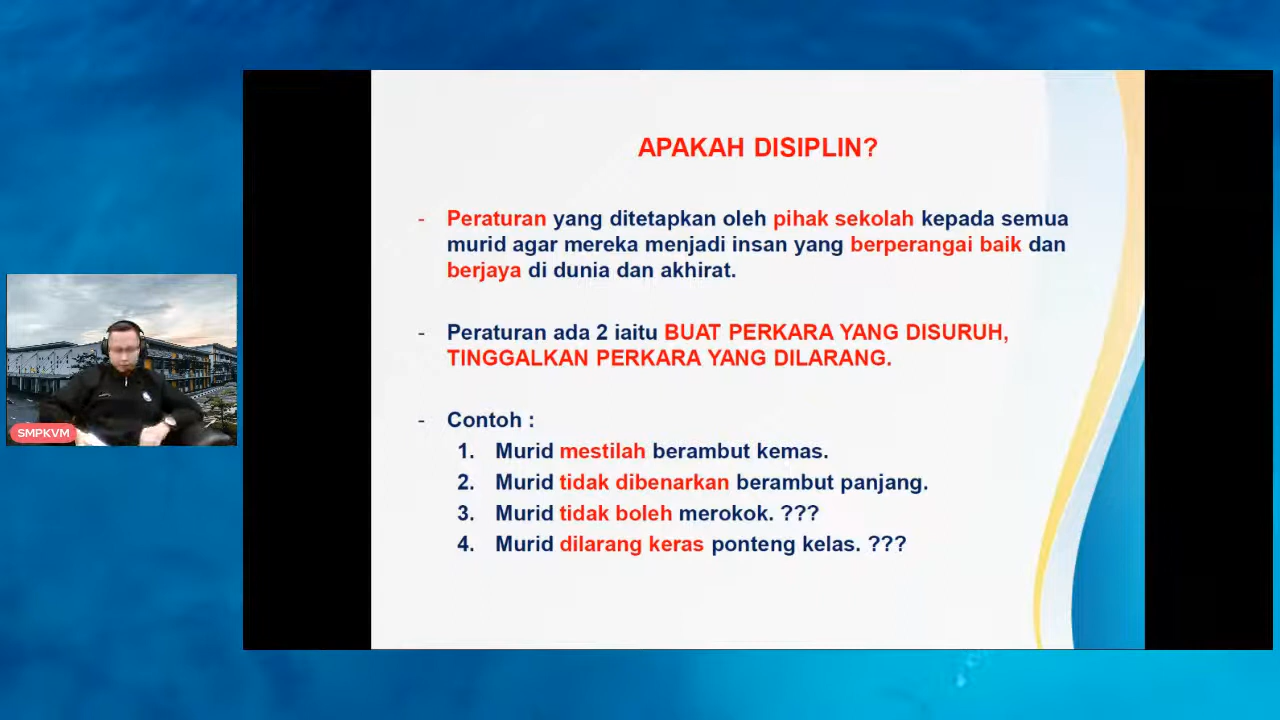 APAKAH DISIPLIN?
- Peraturan yang ditetapkan oleh pihak sekolah kepada semua
murid agar mereka menjadi insan yang berperangai baik dan
berjaya di dunia dan akhirat.
- Peraturan ada 2 iaitu BUAT PERKARA YANG DISURUH,
TINGGALKAN PERKARA YANG DILARANG.
- Contoh :
1. Murid mestilah berambut kemas.
2. Murid tidak dibenarkan berambut panjang.
3. Murid tidak boleh merokok. ???
4. Murid dilarang keras ponteng kelas. ???
SMPKVM